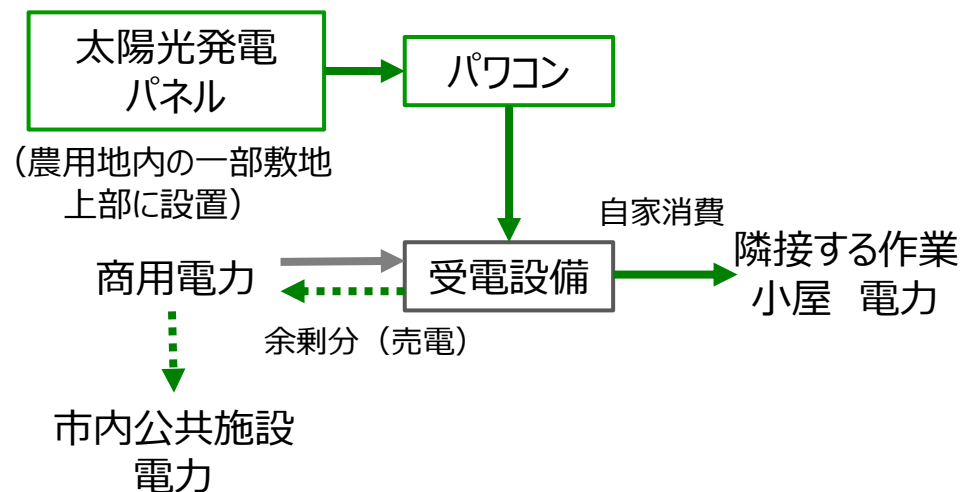 太陽光発電
パネル
パワコン
（農用地内の一部敷地
上部に設置）
自家消費
商用電力
受電設備
隣接する作業
小屋　電力
余剰分（売電）
市内公共施設
電力